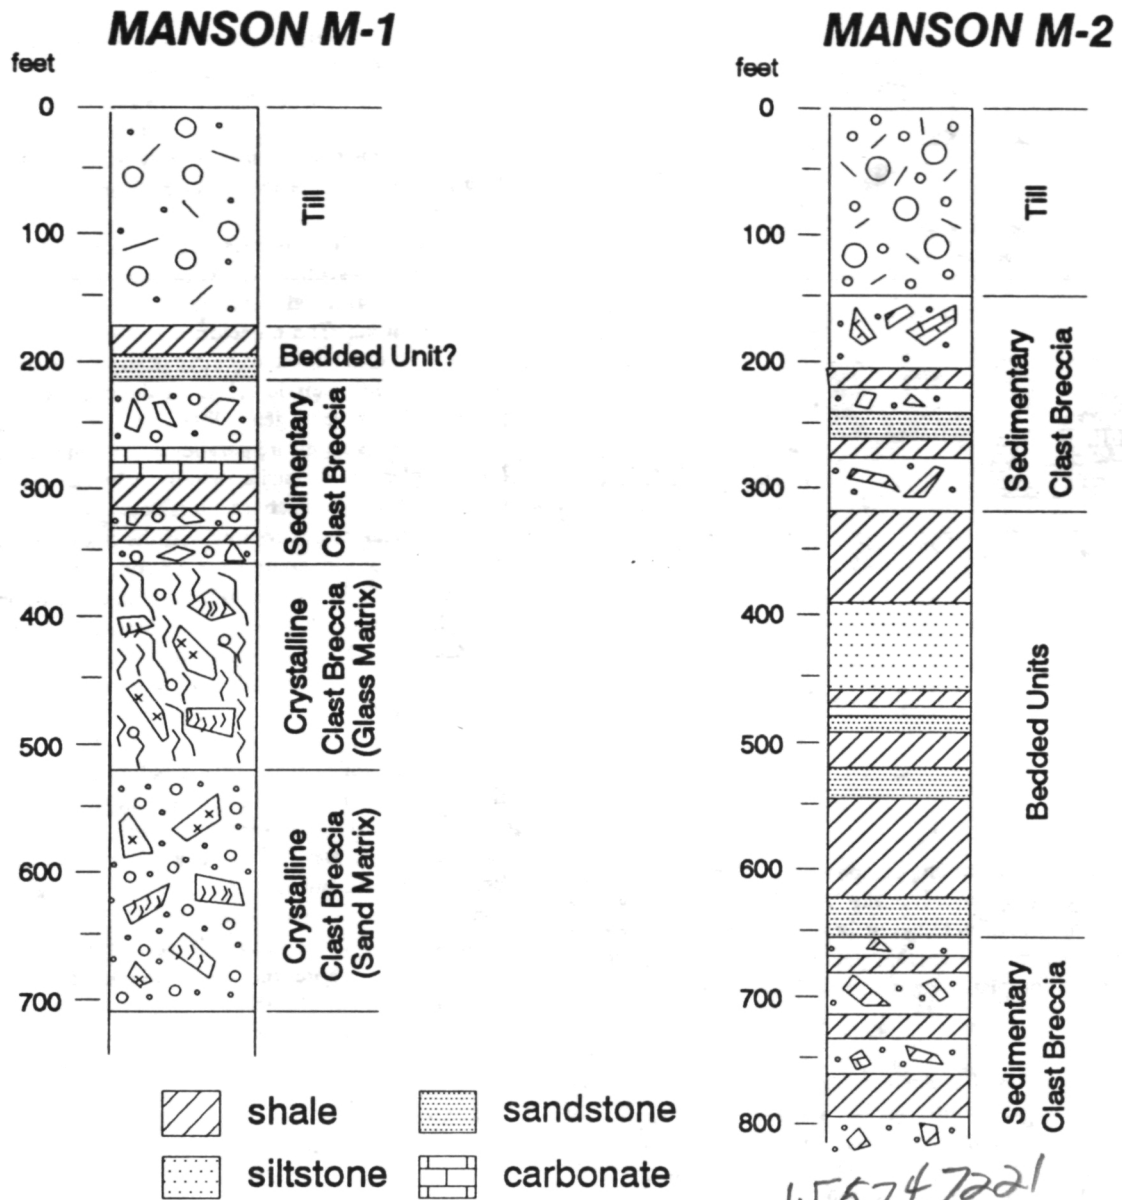 MANSON M-1
feet
0
100
200
300
400
500
600
700
Till
Bedded Unit?
Sedimentary
Clast Breccia
Crystalline
Clast Breccia
(Glass Matrix)
Crystalline
Clast Breccia
(Sand Matrix)
MANSON M-2
feet
0
100
200
300
400
500
600
700
800
Till
Sedimentary
Clast Breccia
Bedded Units
Sedimentary
Clast Breccia
shale
sandstone
siltstone
carbonate